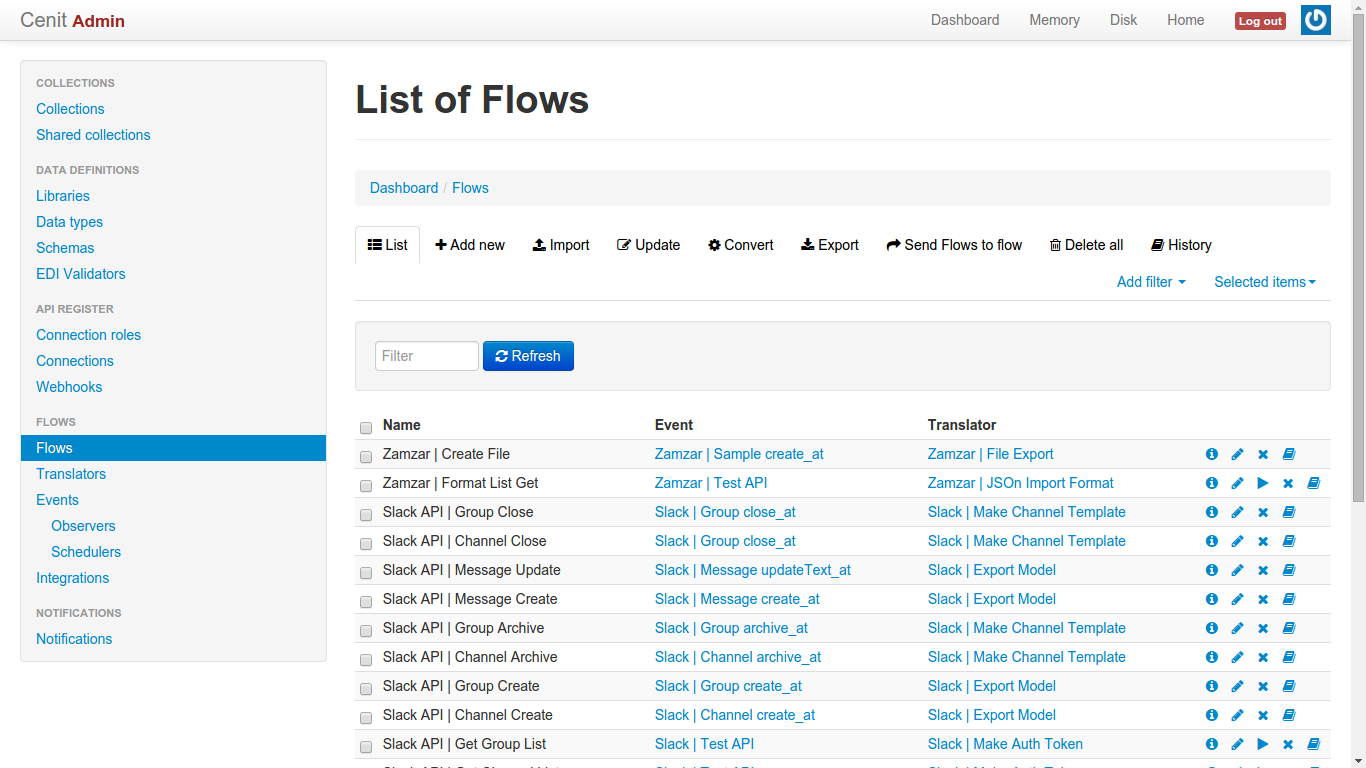 Cenit Admin
Dashboard Memory Disk Home Log out
COLLECTIONS
Collections
Shared collections
DATA DEFINITIONS
Libraries
Data types
Schemas
EDI Validators
API REGISTER
Connection roles
Connections
Webhooks
FLOWS
Flows
Translators
Events
Observers
Schedulers
Integrations
NOTIFICATIONS
Notifications
List of Flows
Dashboard / Flows
List Add new Import Update Convert Export Send Flows to flow Delete all History
Add filter Selected items
Filter Refresh
Name Event Translator
Zamzar | Create File Zamzar | Sample create_at Zamzar | File Export
Zamzar | Format List Get Zamzar | Test API Zamzar | JSOn Import Format
Slack API | Group Close Slack | Group close_at Slack | Make Channel Template
Slack API | Channel Close Slack | Group close_at Slack | Make Channel Template
Slack API | Message Update Slack | Message updateText_at Slack | Export Model
Slack API | Message Create Slack | Message create_at Slack | Export Model
Slack API | Group Archive Slack | Group archive_at Slack | Make Channel Template
Slack API | Channel Archive Slack | Channel archive_at Slack | Make Channel Template
Slack API | Group Create Slack | Group create_at Slack | Export Model
Slack API | Channel Create Slack | Channel create_at Slack | Export Model
Slack API | Get Group List Slack | Test API Slack | Make Auth Token